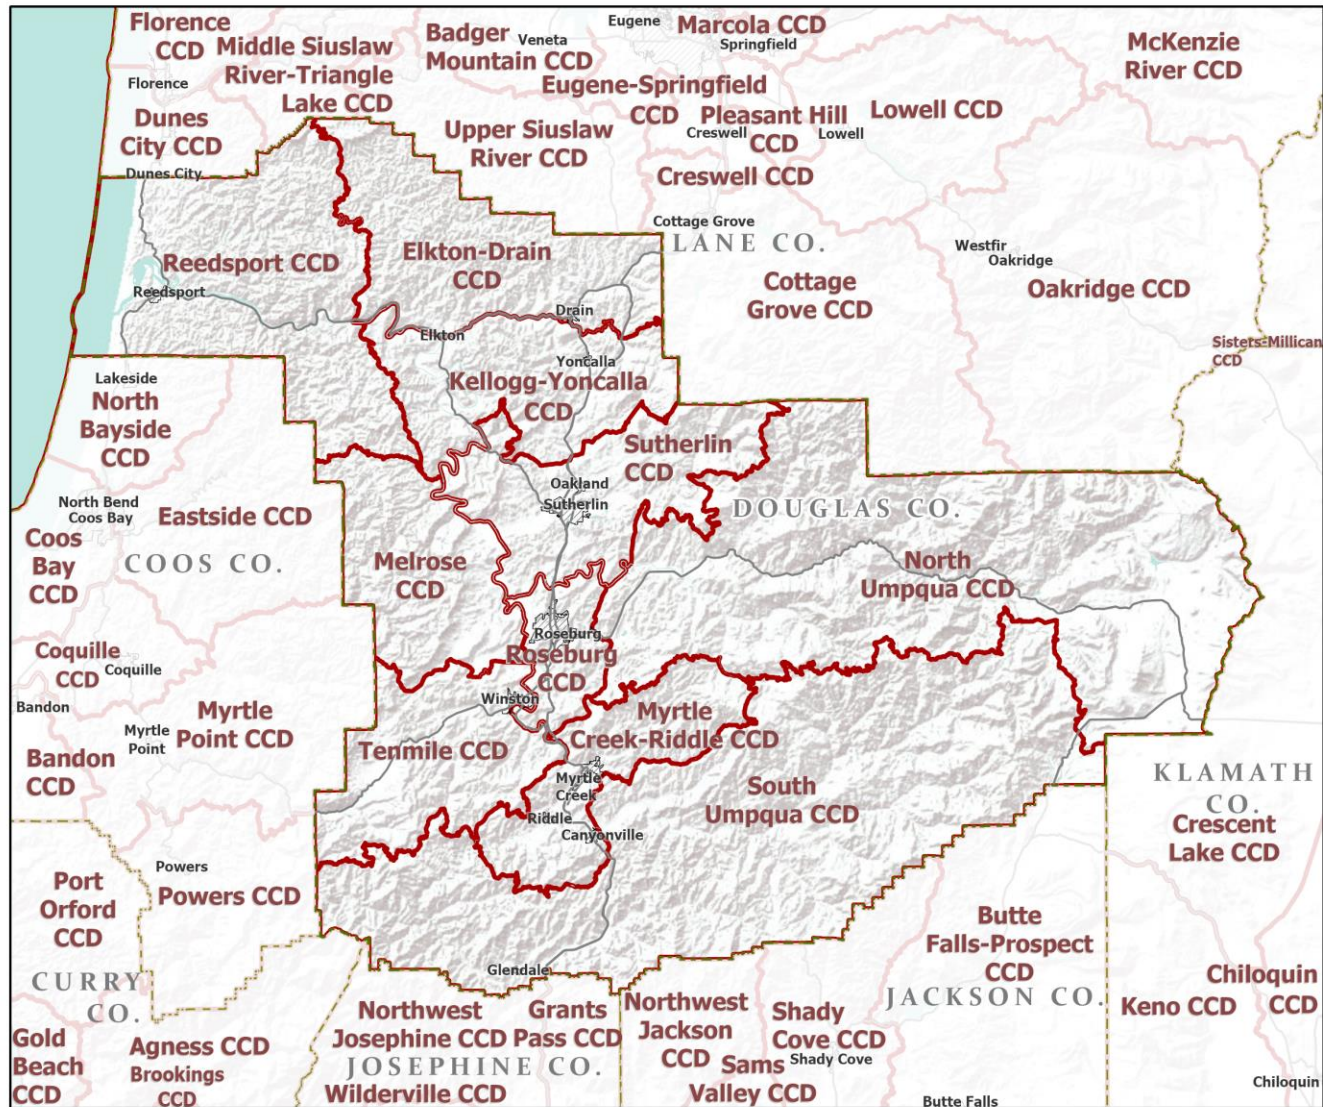 Florence
CCD
Middle Siuslaw
River-Triangle
Lake CCD
Badger
Mountain CCD
Veneta
Eugene
Marcola CCD
Springfield
McKenzie
River CCD
Florence
Eugene-Springfield
CCD
Dunes
City CCD
Upper Siuslaw
River CCD
Pleasant Hill
CCD
Creswell
Lowell
Lowell CCD
Dunes City
Creswell CCD
Cottage Grove
LANE CO.
Westfir
Oakridge
Reedsport CCD
Elkton-Drain
CCD
Cottage
Grove CCD
Oakridge CCD
Reedsport
Drain
Elkton
Sisters-Millican
CCD
Yoncalla
Lakeside
Kellogg-Yoncalla
CCD
North
Bayside
CCD
Sutherlin
CCD
Oakland
Sutherlin
North Bend
Coos Bay
Eastside CCD
DOUGLAS CO.
Coos
Bay
CCD
COOS CO.
Melrose
CCD
North
Umpqua CCD
Roseburg
Roseburg
CCD
Coquille
CCD
Coquille
Winston
Bandon
Myrtle
Point
Myrtle
Point CCD
Myrtle
Creek-Riddle CCD
Tenmile CCD
Bandon
CCD
Myrtle
Creek
South
Umpqua CCD
KLAMATH
CO.
Riddle
Canyonville
Crescent
Lake CCD
Powers
Port
Orford
CCD
Powers CCD
Butte
Falls-Prospect
CCD
Glendale
CURRY
CO.
JACKSON CO.
Chiloquin
CCD
Keno CCD
Northwest
Josephine CCD
Grants
Pass CCD
Northwest
Jackson
CCD
Shady
Cove CCD
Shady Cove
Gold
Beach
CCD
Agness CCD
Brookings
CCD
JOSEPHINE CO.
Wilderville CCD
Sams
Valley CCD
Butte Falls
Chiloquin